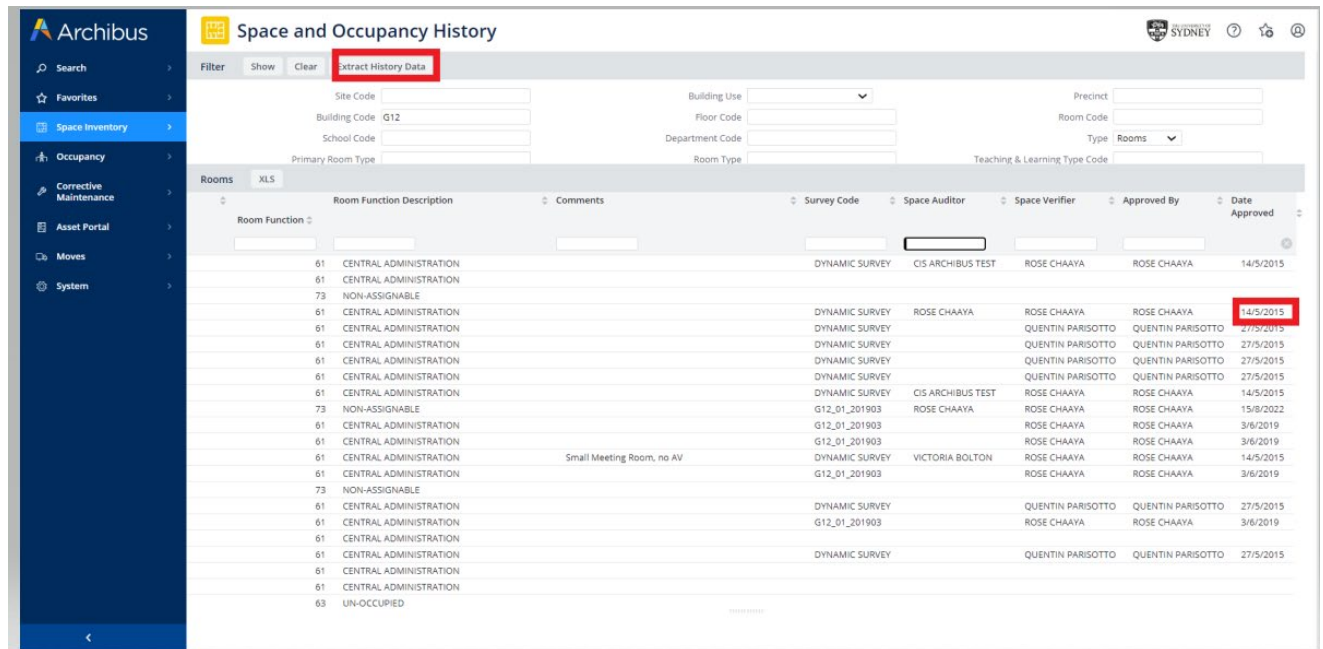 Archibus
Space and Occupancy History
SYDNEY
Search
Favorites
Space Inventory
Occupancy
Corrective
Maintenance
Asset Portal
Moves
System
Filter Show Clear Extract History Data
Site Code Building Use Precinct
Building Code G12 Floor Code Room Code
School Code Department Code Type Rooms
Primary Room Type Room Type Teaching & Learning Type Code
Rooms XLS
Room Function Room Function Description Comments Survey Code Space Auditor Space Verifier Approved By Date Approved
61 CENTRAL ADMINISTRATION DYNAMIC SURVEY CIS ARCHIBUS TEST ROSE CHAAYA ROSE CHAAYA 14/5/2015
61 CENTRAL ADMINISTRATION
73 NON-ASSIGNABLE
61 CENTRAL ADMINISTRATION DYNAMIC SURVEY ROSE CHAAYA ROSE CHAAYA ROSE CHAAYA 14/5/2015
61 CENTRAL ADMINISTRATION DYNAMIC SURVEY QUENTIN PARISOTTO QUENTIN PARISOTTO 27/5/2015
61 CENTRAL ADMINISTRATION DYNAMIC SURVEY QUENTIN PARISOTTO QUENTIN PARISOTTO 27/5/2015
61 CENTRAL ADMINISTRATION DYNAMIC SURVEY QUENTIN PARISOTTO QUENTIN PARISOTTO 27/5/2015
61 CENTRAL ADMINISTRATION DYNAMIC SURVEY QUENTIN PARISOTTO QUENTIN PARISOTTO 27/5/2015
61 CENTRAL ADMINISTRATION DYNAMIC SURVEY CIS ARCHIBUS TEST ROSE CHAAYA ROSE CHAAYA 14/5/2015
73 NON-ASSIGNABLE G12_01_201903 ROSE CHAAYA ROSE CHAAYA ROSE CHAAYA 15/8/2022
61 CENTRAL ADMINISTRATION G12_01_201903 ROSE CHAAYA ROSE CHAAYA 3/6/2019
61 CENTRAL ADMINISTRATION G12_01_201903 ROSE CHAAYA ROSE CHAAYA 3/6/2019
61 CENTRAL ADMINISTRATION Small Meeting Room, no AV DYNAMIC SURVEY VICTORIA BOLTON ROSE CHAAYA ROSE CHAAYA 14/5/2015
61 CENTRAL ADMINISTRATION G12_01_201903 ROSE CHAAYA ROSE CHAAYA 3/6/2019
73 NON-ASSIGNABLE
61 CENTRAL ADMINISTRATION DYNAMIC SURVEY QUENTIN PARISOTTO QUENTIN PARISOTTO 27/5/2015
61 CENTRAL ADMINISTRATION G12_01_201903 ROSE CHAAYA ROSE CHAAYA 3/6/2019
61 CENTRAL ADMINISTRATION
61 CENTRAL ADMINISTRATION DYNAMIC SURVEY QUENTIN PARISOTTO QUENTIN PARISOTTO 27/5/2015
61 CENTRAL ADMINISTRATION
61 CENTRAL ADMINISTRATION
63 UN-OCCUPIED